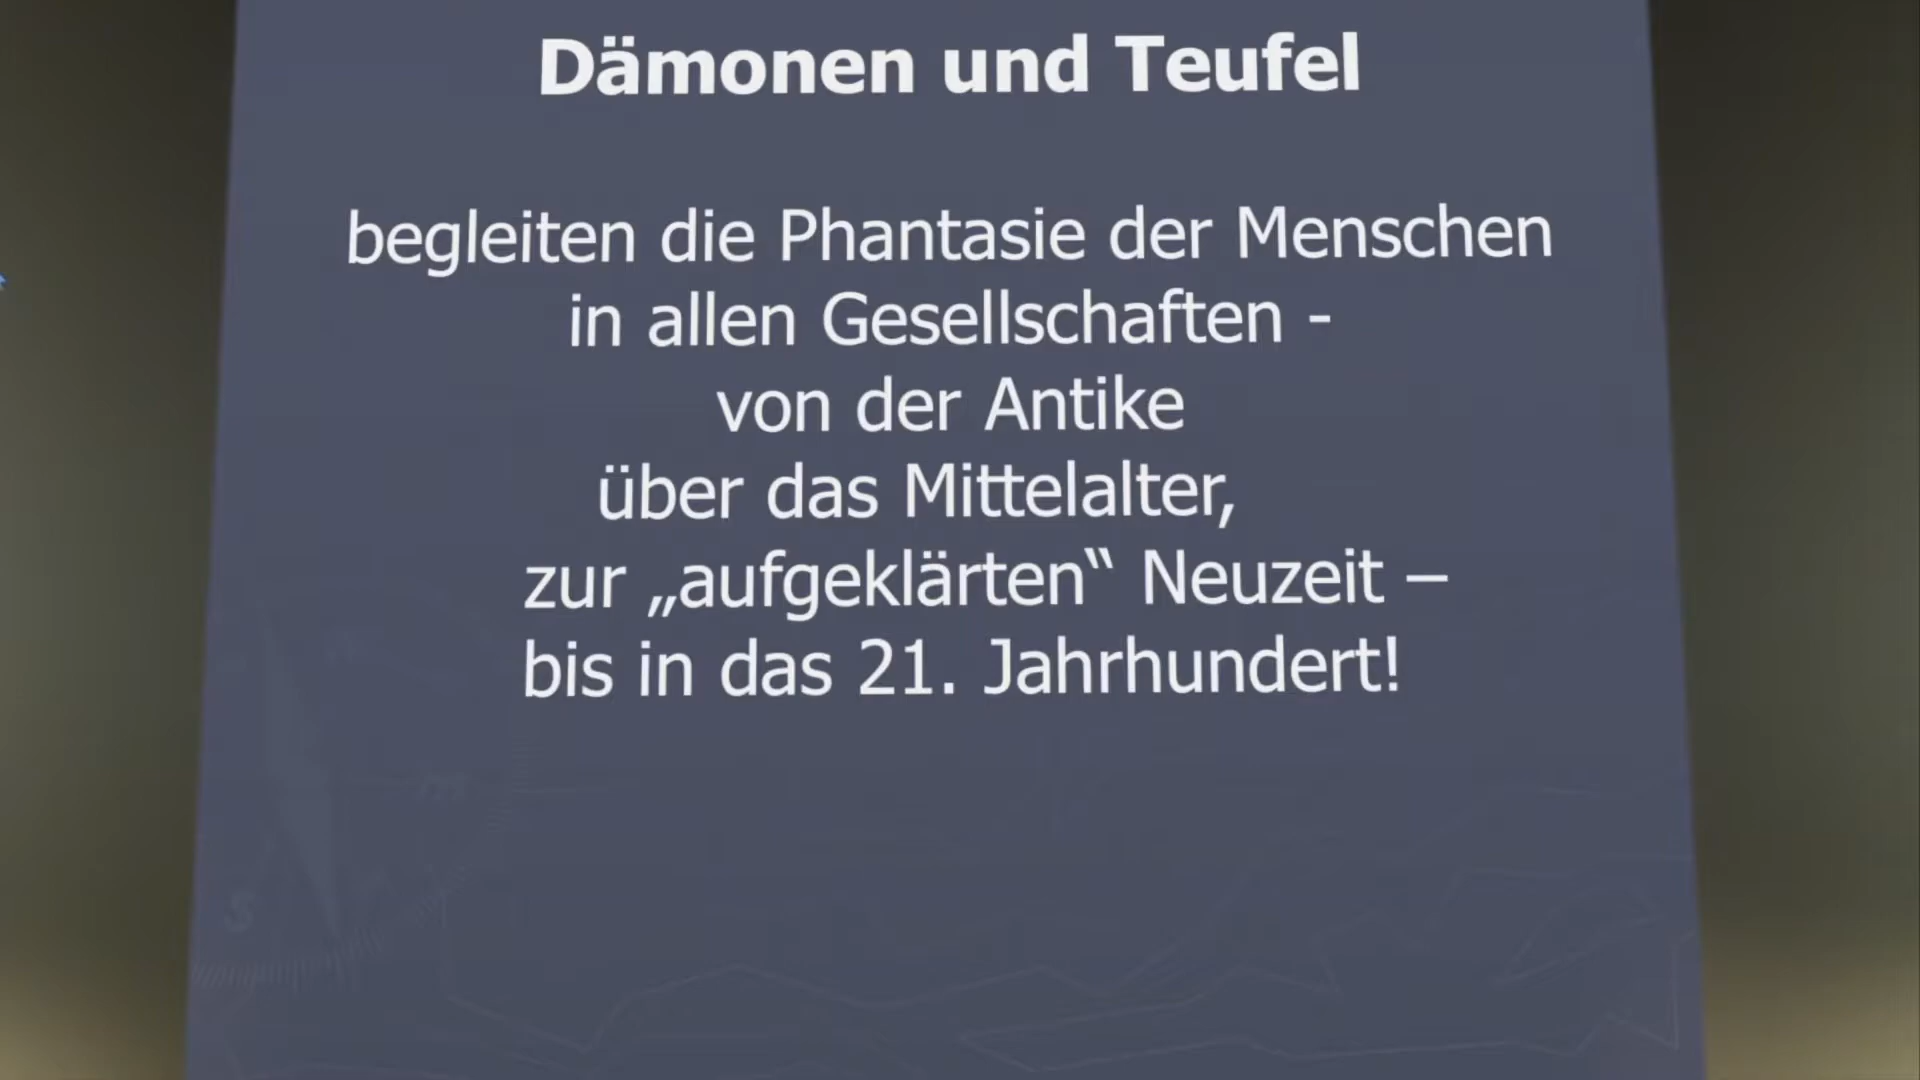 Dämonen und Teufel
begleiten die Phantasie der Menschen
in allen Gesellschaften -
von der Antike
über das Mittelalter,
zur „aufgeklärten“ Neuzeit –
bis in das 21. Jahrhundert!
S